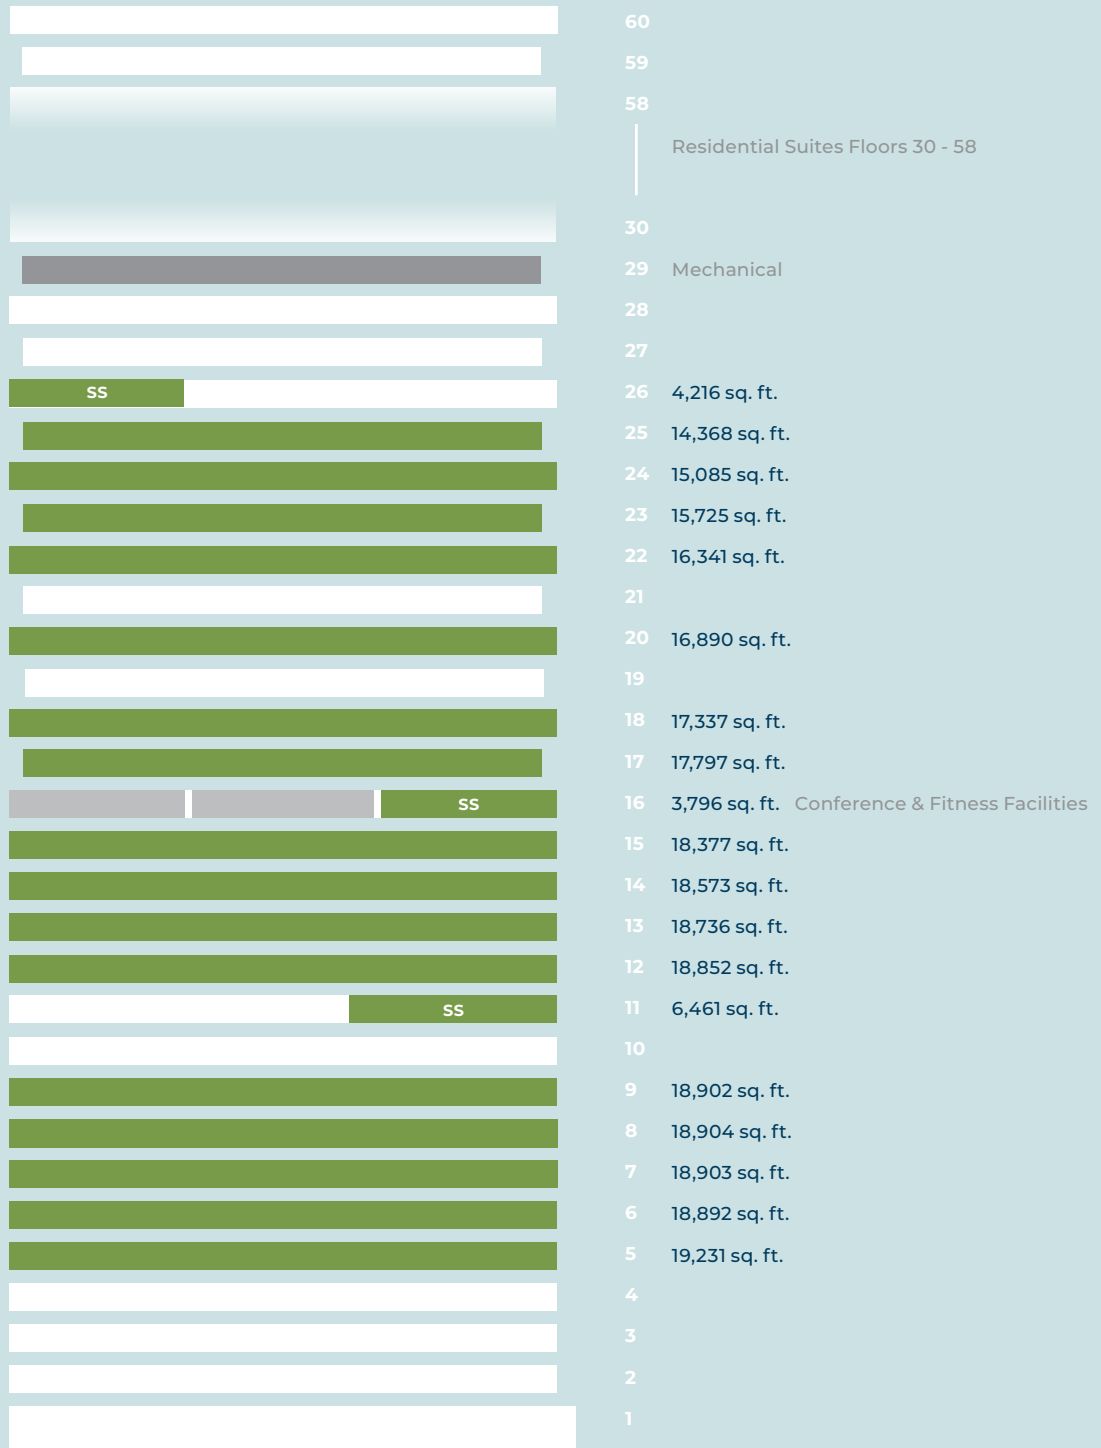 60
59
58
Residential Suites Floors 30 - 58
30
29 Mechanical
28
27
SS 26 4,216 sq. ft.
25 14,368 sq. ft.
24 15,085 sq. ft.
23 15,725 sq. ft.
22 16,341 sq. ft.
21
20 16,890 sq. ft.
19
18 17,337 sq. ft.
17 17,797 sq. ft.
SS 16 3,796 sq. ft. Conference & Fitness Facilities
15 18,377 sq. ft.
14 18,573 sq. ft.
13 18,736 sq. ft.
12 18,852 sq. ft.
SS 11 6,461 sq. ft.
10
9 18,902 sq. ft.
8 18,904 sq. ft.
7 18,903 sq. ft.
6 18,892 sq. ft.
5 19,231 sq. ft.
4
3
2
1